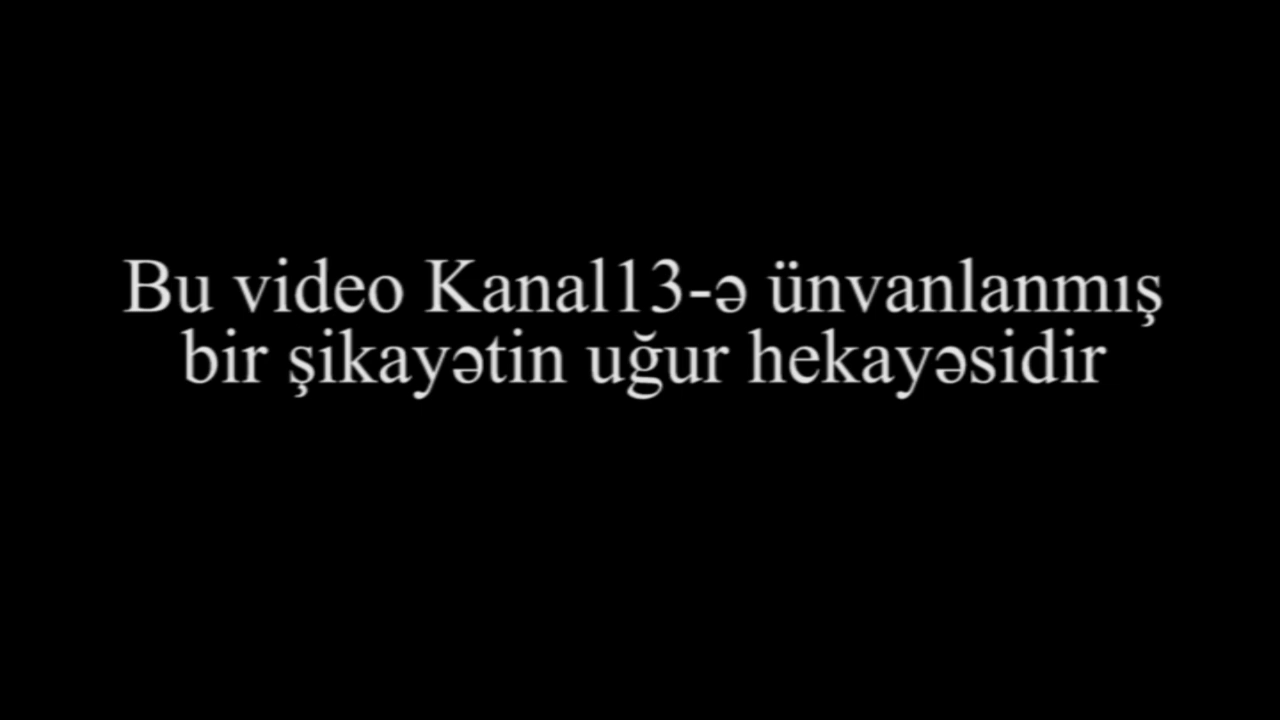 Bu video Kanal13-ə ünvanlanmış
bir şikayətin uğur hekayəsidir